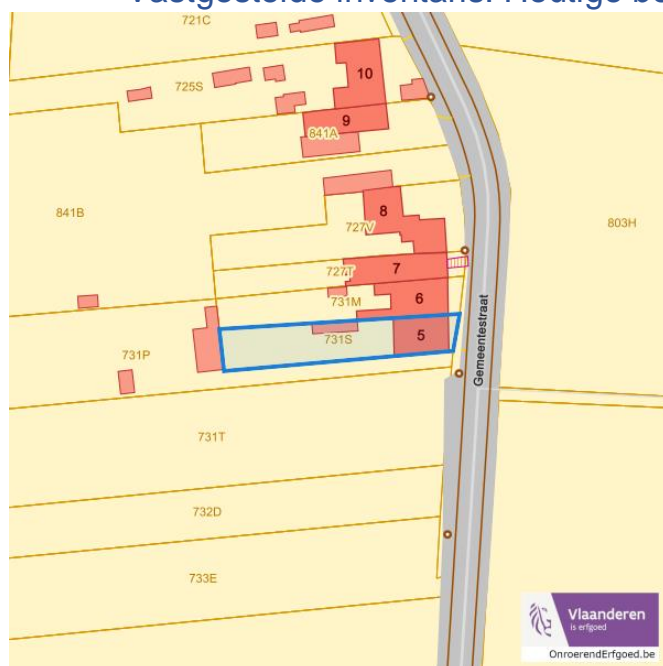 721C
10
725S
9
841A
841B
8
803H
727V
7
727T
6
731M
5
731S
731P
Gemeentestraat
731T
732D
733E
Vlaanderen
is erfgoed
OnroerendErfgoed.be